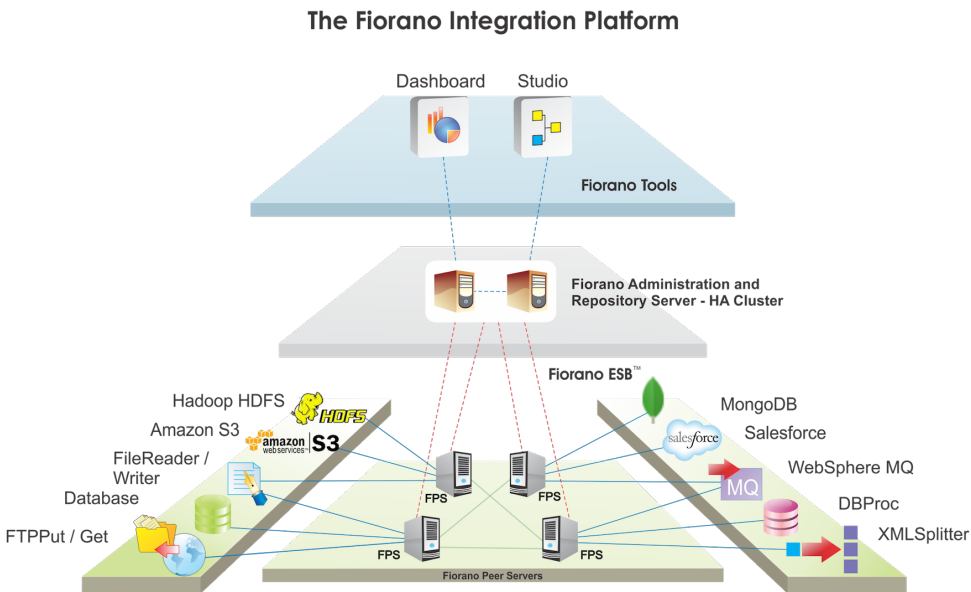 The Fiorano Integration Platform
Dashboard
Studio
Fiorano Tools
Fiorano Administration and
Repository Server - HA Cluster
Fiorano ESB™
Hadoop HDFS
HDFS
Amazon S3
amazon
webservices™
S3
FileReader /
Writer
Database
FTPPut / Get
MongoDB
salesforce
Salesforce
WebSphere MQ
MQ
DBProc
XMLSplitter
FPS
FPS
FPS
FPS
Fiorano Peer Servers